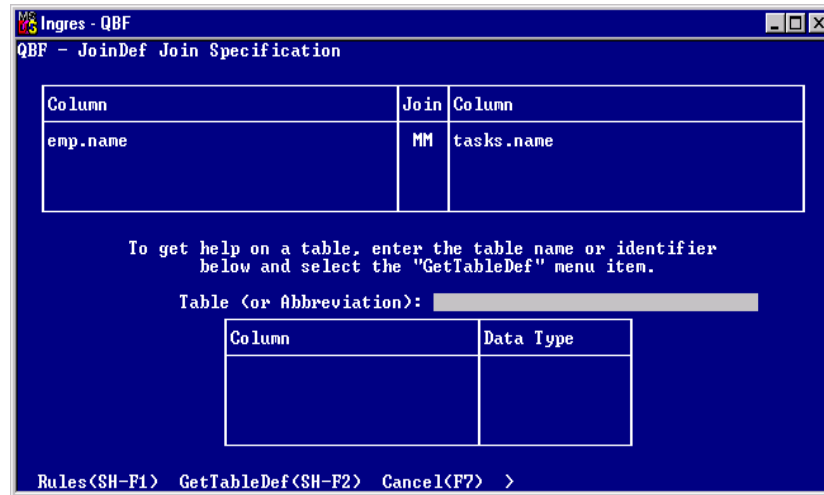 Ingres - QBF
QBF - JoinDef Join Specification
Column Join Column
emp.name MM tasks.name
To get help on a table, enter the table name or identifier
below and select the "GetTableDef" menu item.
Table (or Abbreviation):
Column Data Type
Rules(SH-F1) GetTableDef(SH-F2) Cancel(F7) >